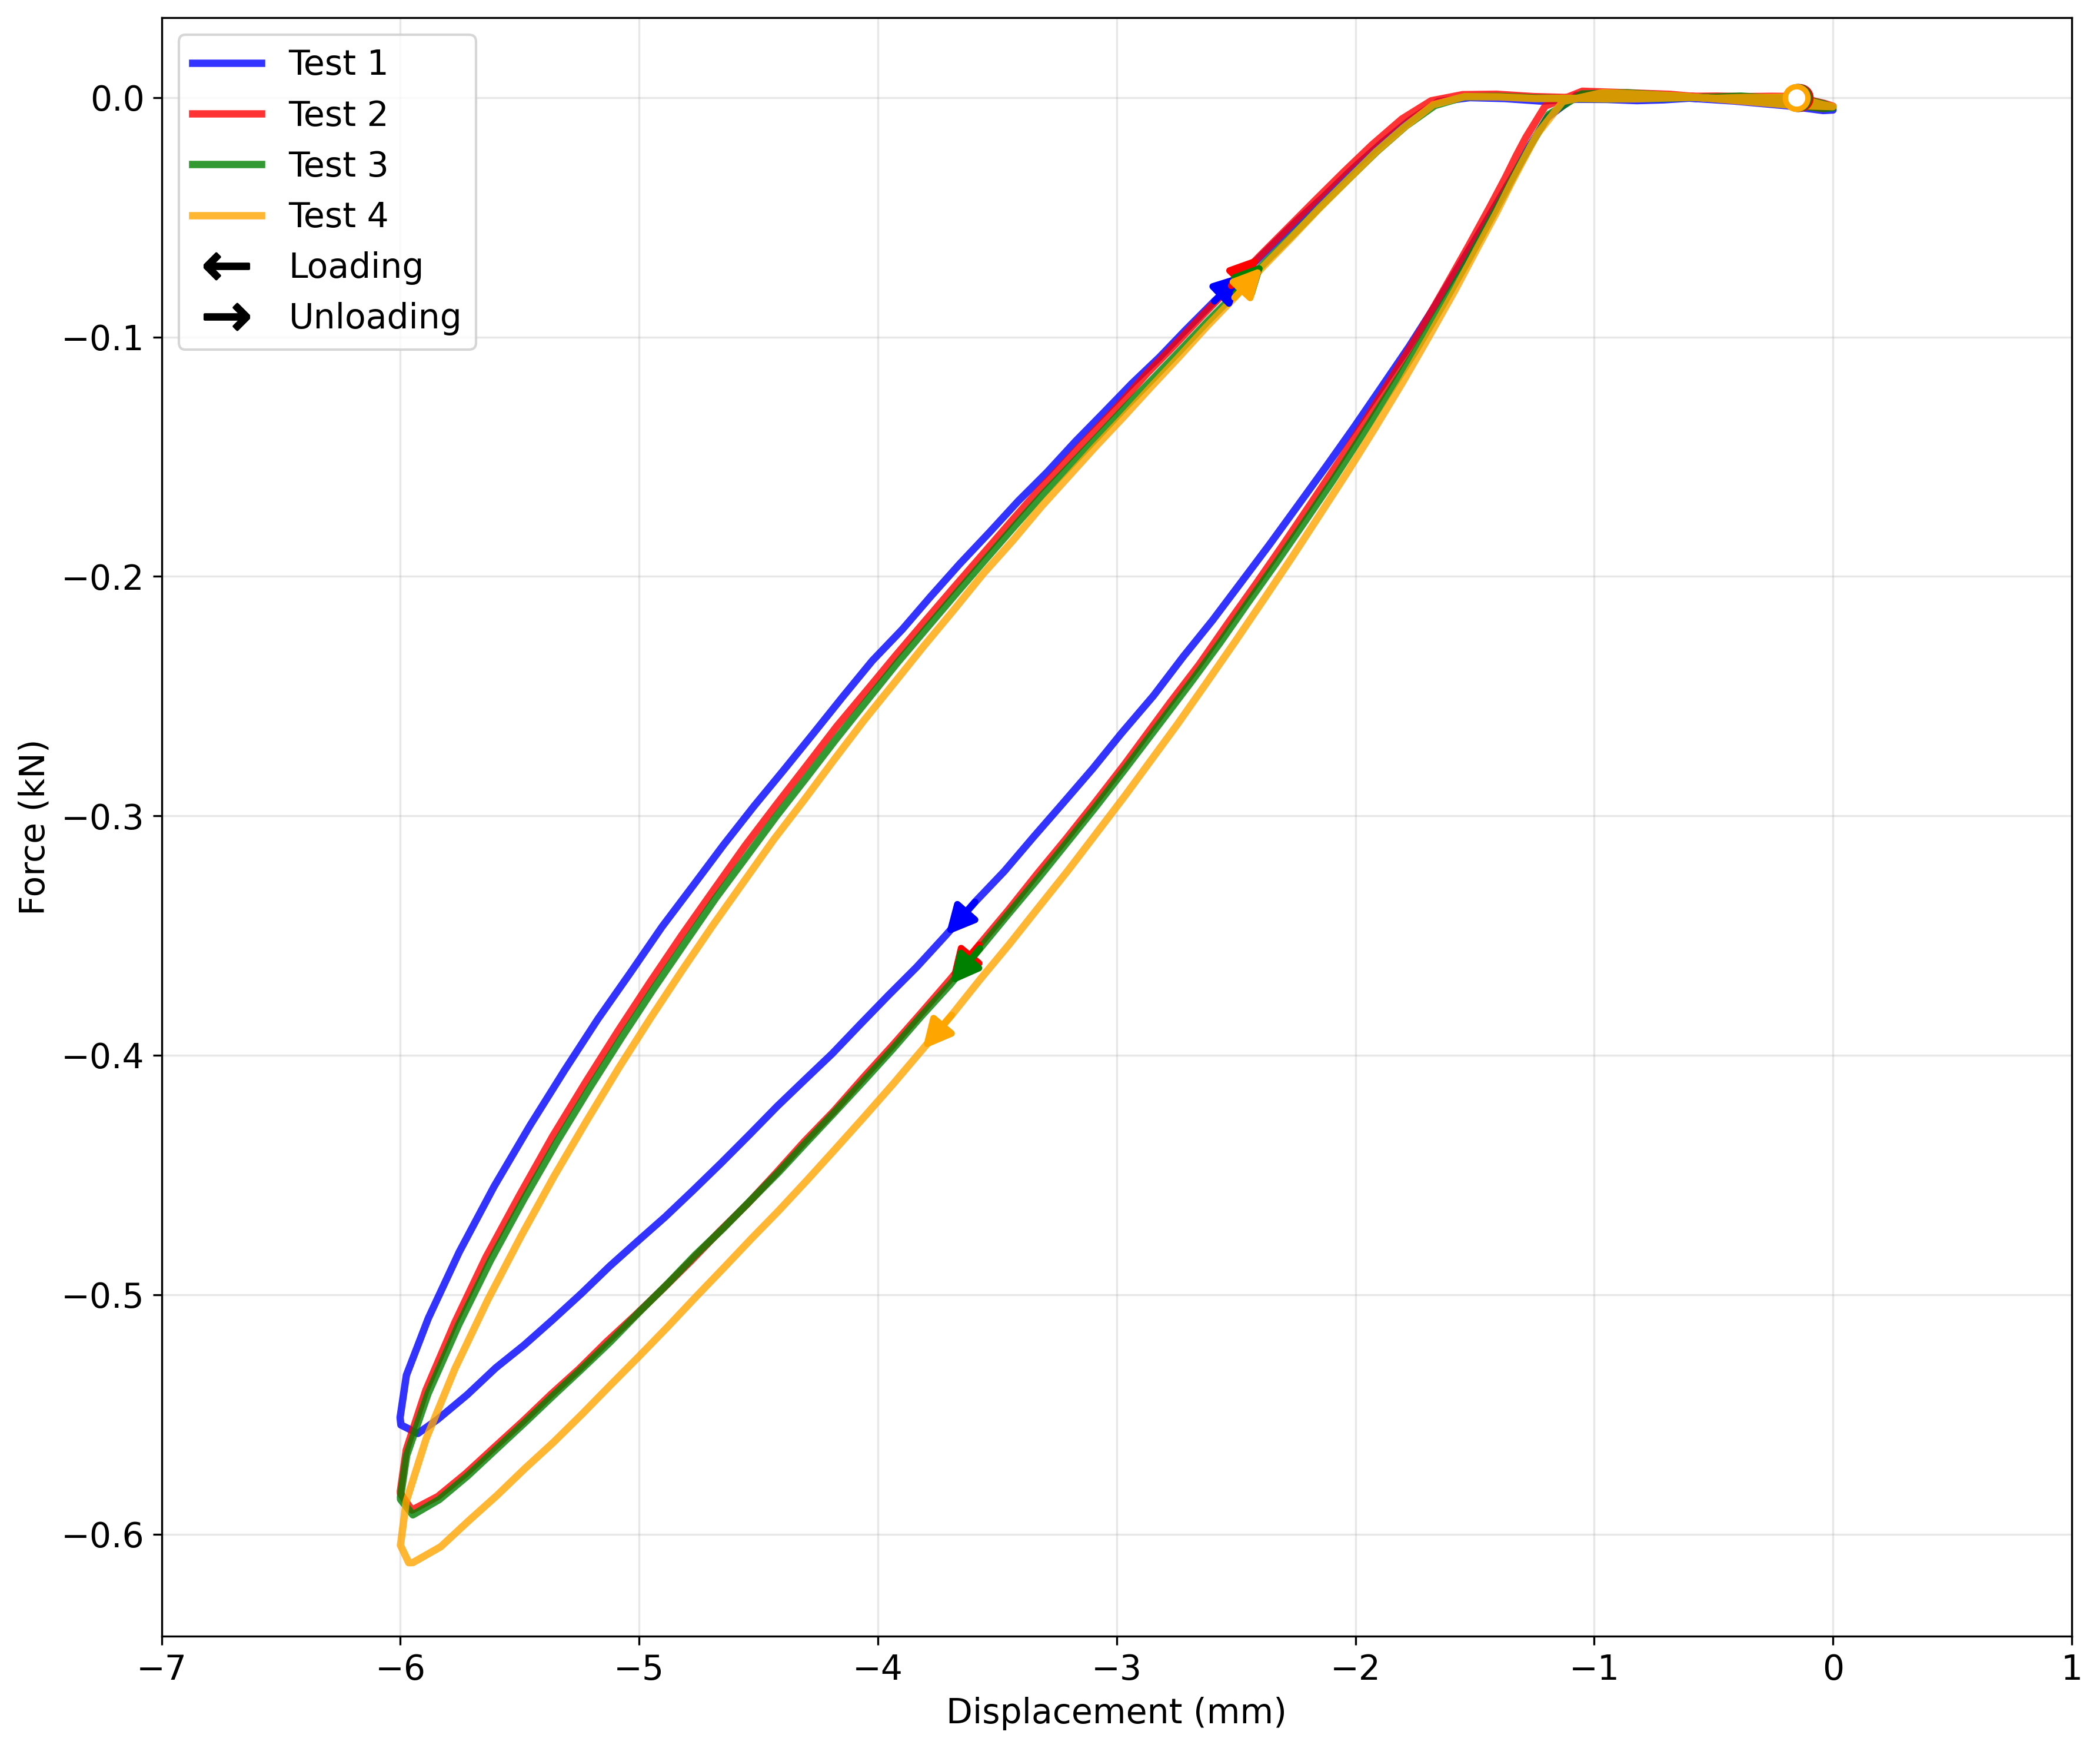 Test 1
Test 2
Test 3
Test 4
Loading
Unloading
0.0
−0.1
−0.2
−0.3
−0.4
−0.5
−0.6
Force (kN)
−7 −6 −5 −4 −3 −2 −1 0 1
Displacement (mm)